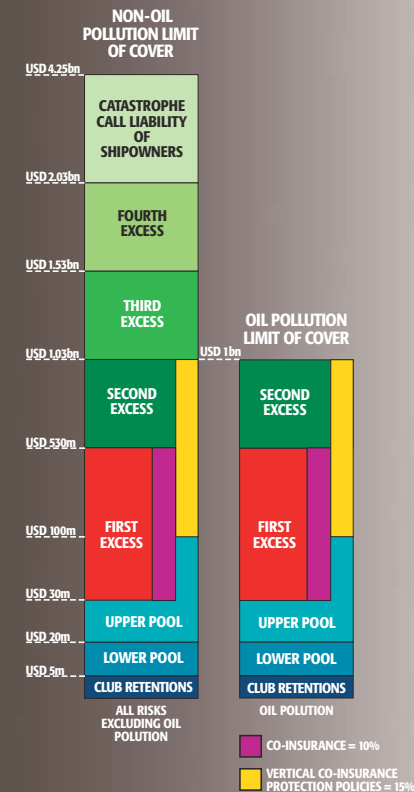 NON-OIL
POLLUTION LIMIT
OF COVER
USD 4.25bn
CATASTROPHE
CALL LIABILITY
OF
SHIPOWNERS
USD 2.03bn
FOURTH
EXCESS
USD 1.53bn
THIRD
EXCESS
OIL POLLUTION
LIMIT OF COVER
USD 1.03bn
USD 1bn
SECOND
EXCESS
SECOND
EXCESS
USD 530m
FIRST
EXCESS
FIRST
EXCESS
USD 100m
USD 30m
UPPER POOL
UPPER POOL
USD 20m
LOWER POOL
LOWER POOL
USD 5m
CLUB RETENTIONS
CLUB RETENTIONS
ALL RISKS
EXCLUDING OIL
POLUTION
OIL POLUTION
CO-INSURANCE = 10%
VERTICAL CO-INSURANCE
PROTECTION POLICIES = 15%